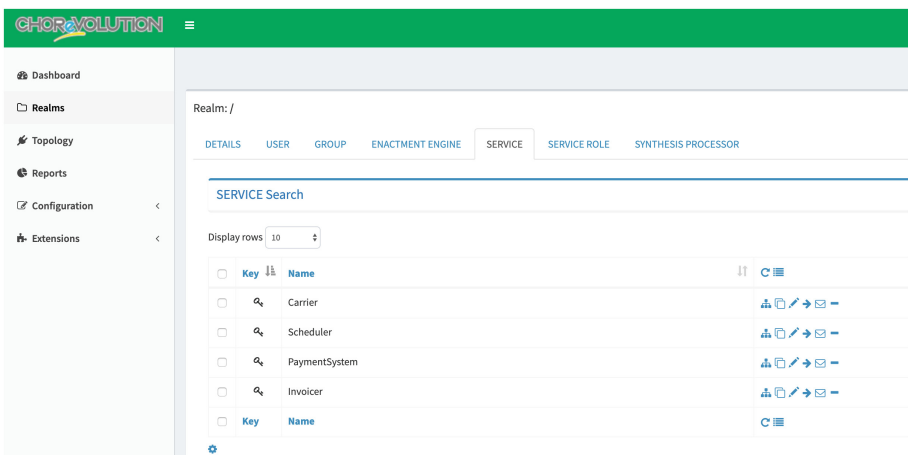 CHOReVOLUTION
Dashboard
Realms
Topology
Reports
Configuration
Extensions
Realm: /
DETAILS USER GROUP ENACTMENT ENGINE SERVICE SERVICE ROLE SYNTHESIS PROCESSOR
SERVICE Search
Display rows 10
Key Name
Carrier
Scheduler
PaymentSystem
Invoicer
Key Name